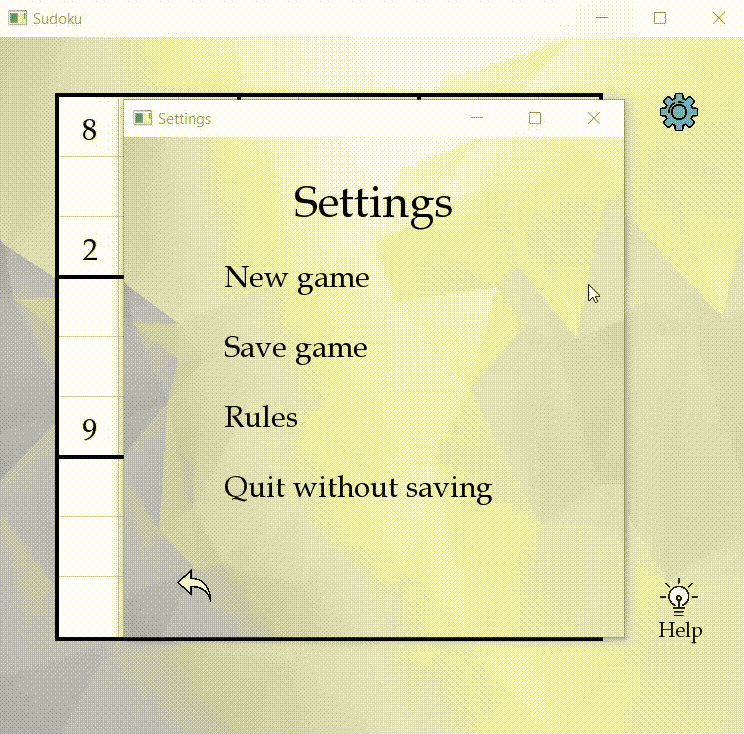 Sudoku
8
Settings
Settings
2
New game
Save game
Rules
9
Quit without saving
Help